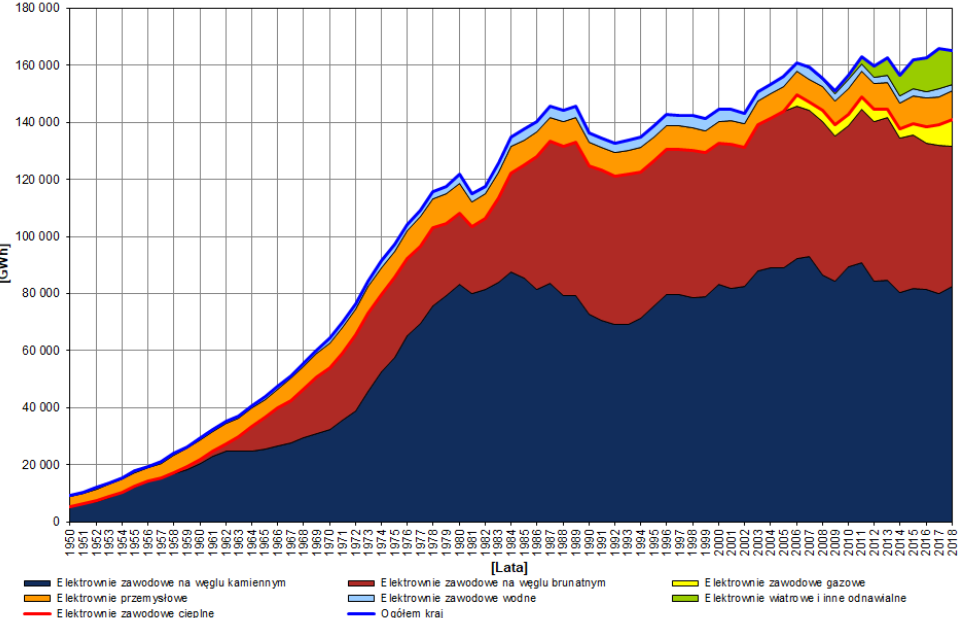 180 000
160 000
140 000
120 000
100 000
80 000
60 000
40 000
20 000
0
[GWh]
1950 1951 1952 1953 1954 1955 1956 1957 1958 1959 1960 1961 1962 1963 1964 1965 1966 1967 1968 1969 1970 1971 1972 1973 1974 1975 1976 1977 1978 1979 1980 1981 1982 1983 1984 1985 1986 1987 1988 1989 1990 1991 1992 1993 1994 1995 1996 1997 1998 1999 2000 2001 2002 2003 2004 2005 2006 2007 2008 2009 2010 2011 2012 2013 2014 2015 2016 2017 2018
[Lata]
Elektrownie zawodowe na węglu kamiennym Elektrownie zawodowe na węglu brunatnym Elektrownie zawodowe gazowe
Elektrownie przemysłowe Elektrownie zawodowe wodne Elektrownie wiatrowe i inne odnawialne
Elektrownie zawodowe cieplne Ogółem kraj